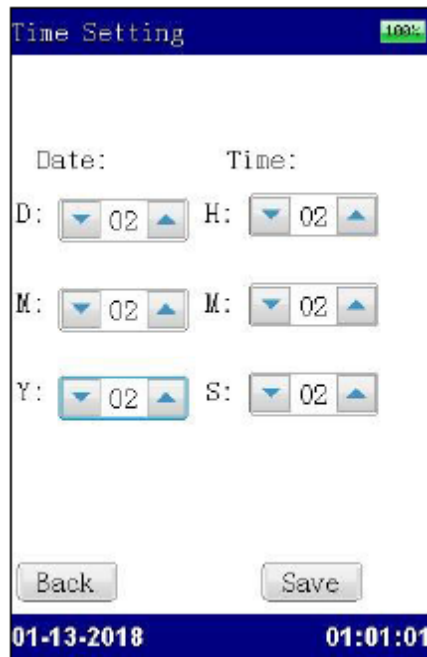 Time Setting 100%
Date: Time:
D: 02 H: 02
M: 02 M: 02
Y: 02 S: 02
Back Save
01-13-2018 01:01:01